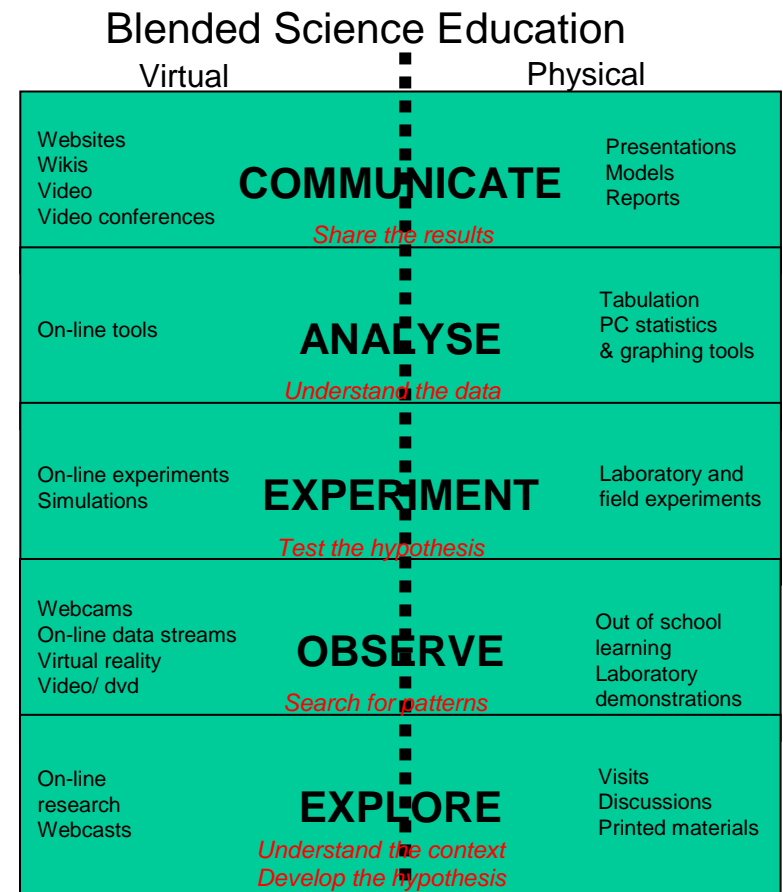 Blended Science Education
Virtual
Physical
Websites
Wikis
Video
Video conferences
COMMUNICATE
Share the results
Presentations
Models
Reports
On-line tools
ANALYSE
Understand the data
Tabulation
PC statistics
& graphing tools
On-line experiments
Simulations
EXPERIMENT
Test the hypothesis
Laboratory and
field experiments
Webcams
On-line data streams
Virtual reality
Video/ dvd
OBSERVE
Search for patterns
Out of school
learning
Laboratory
demonstrations
On-line
research
Webcasts
EXPLORE
Understand the context
Develop the hypothesis
Visits
Discussions
Printed materials